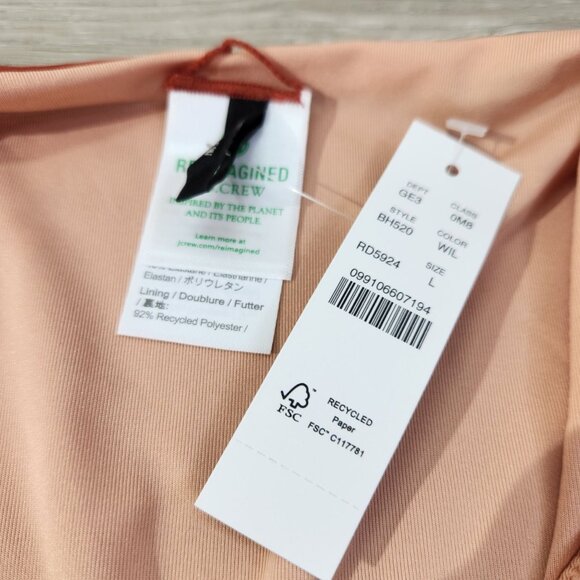 REIMAGINED
J.CREW
INSPIRED BY THE PLANET
AND ITS PEOPLE.
Learn more at
jcrew.com/reimagined
Elastan / ポリウレタン
Lining / Doublure / Futter
/ 裏地:
92% Recycled Polyester /
DEPT CLASS
GE3 0M8
STYLE COLOR
BH520 WIL
RD5924 SIZE
L
099106607194
FSC
RECYCLED
Paper
FSC™ C117781